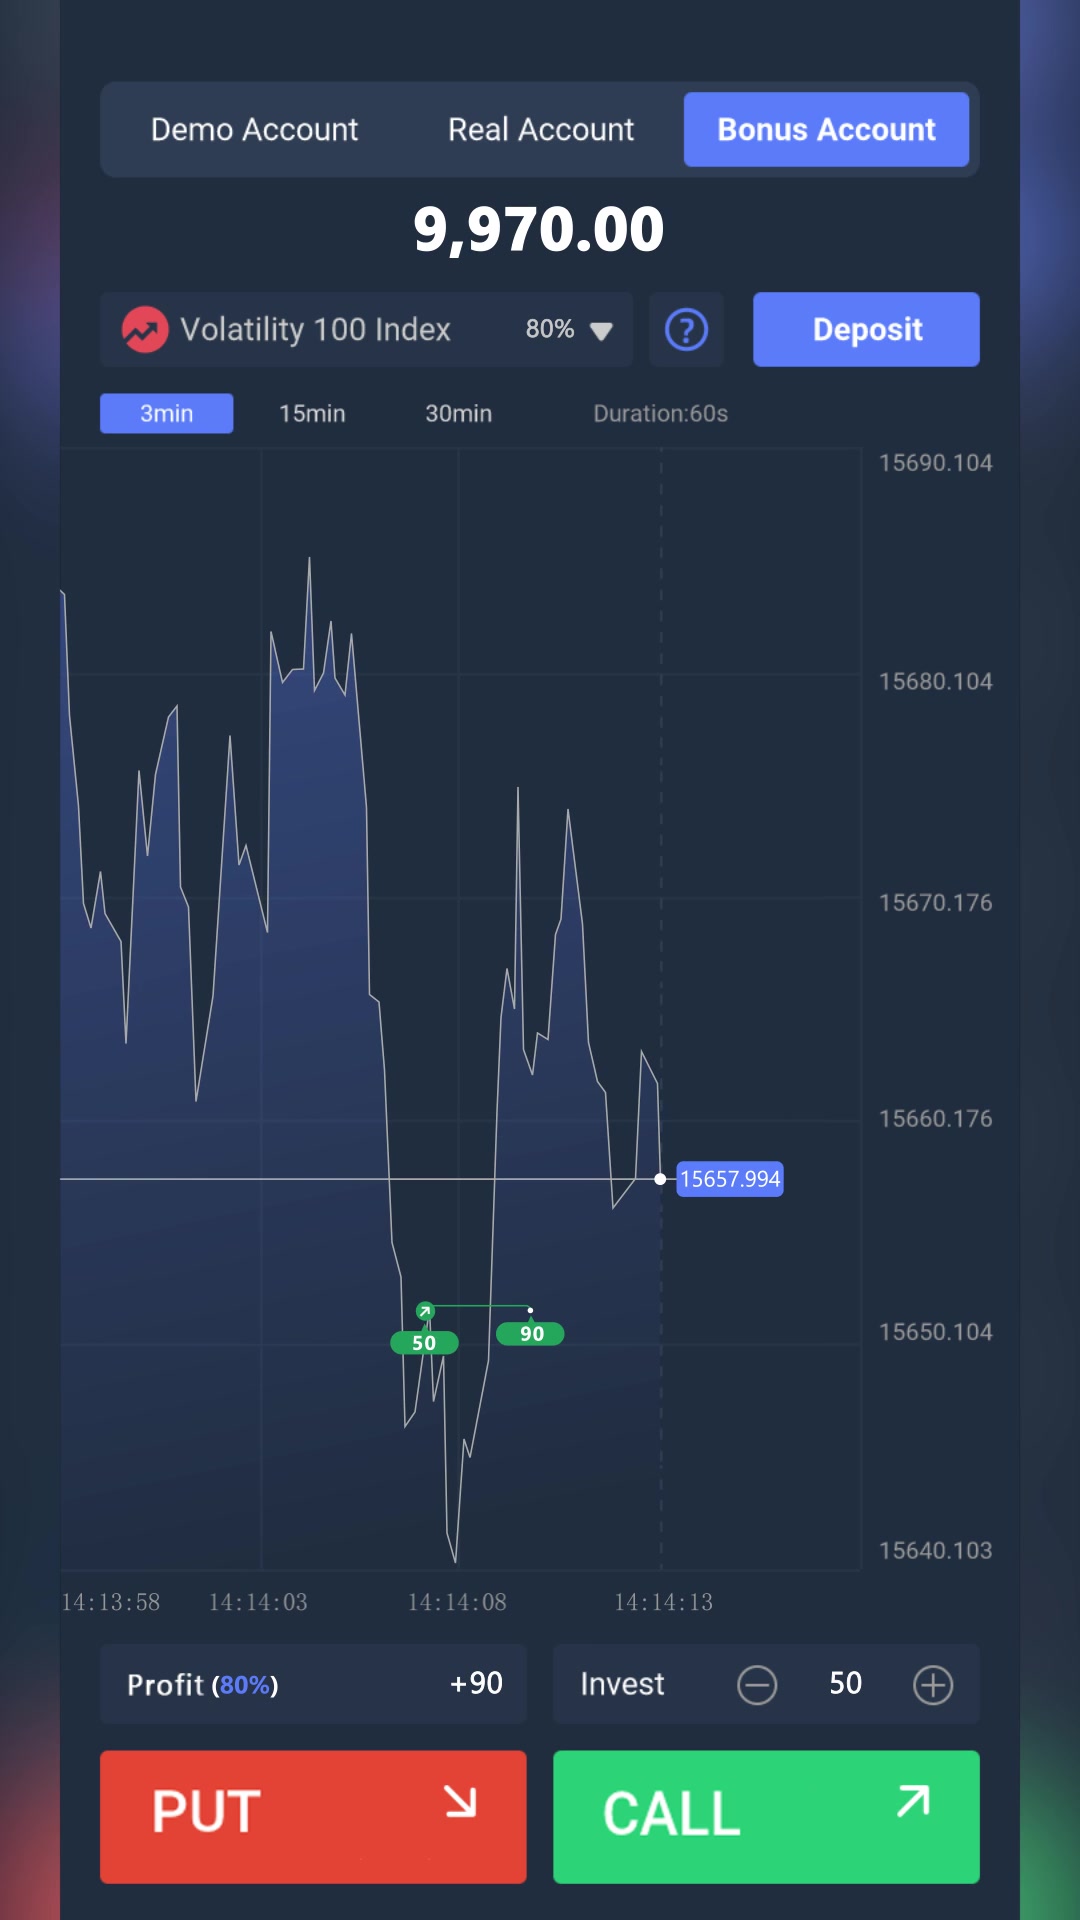 Demo Account Real Account Bonus Account
9,970.00
Volatility 100 Index 80% ? Deposit
3min 15min 30min Duration:60s
15690.104
15680.104
15670.176
15660.176
15657.994
50 90
15650.104
15640.103
14:13:58 14:14:03 14:14:08 14:14:13
Profit (80%) +90 Invest 50
PUT CALL